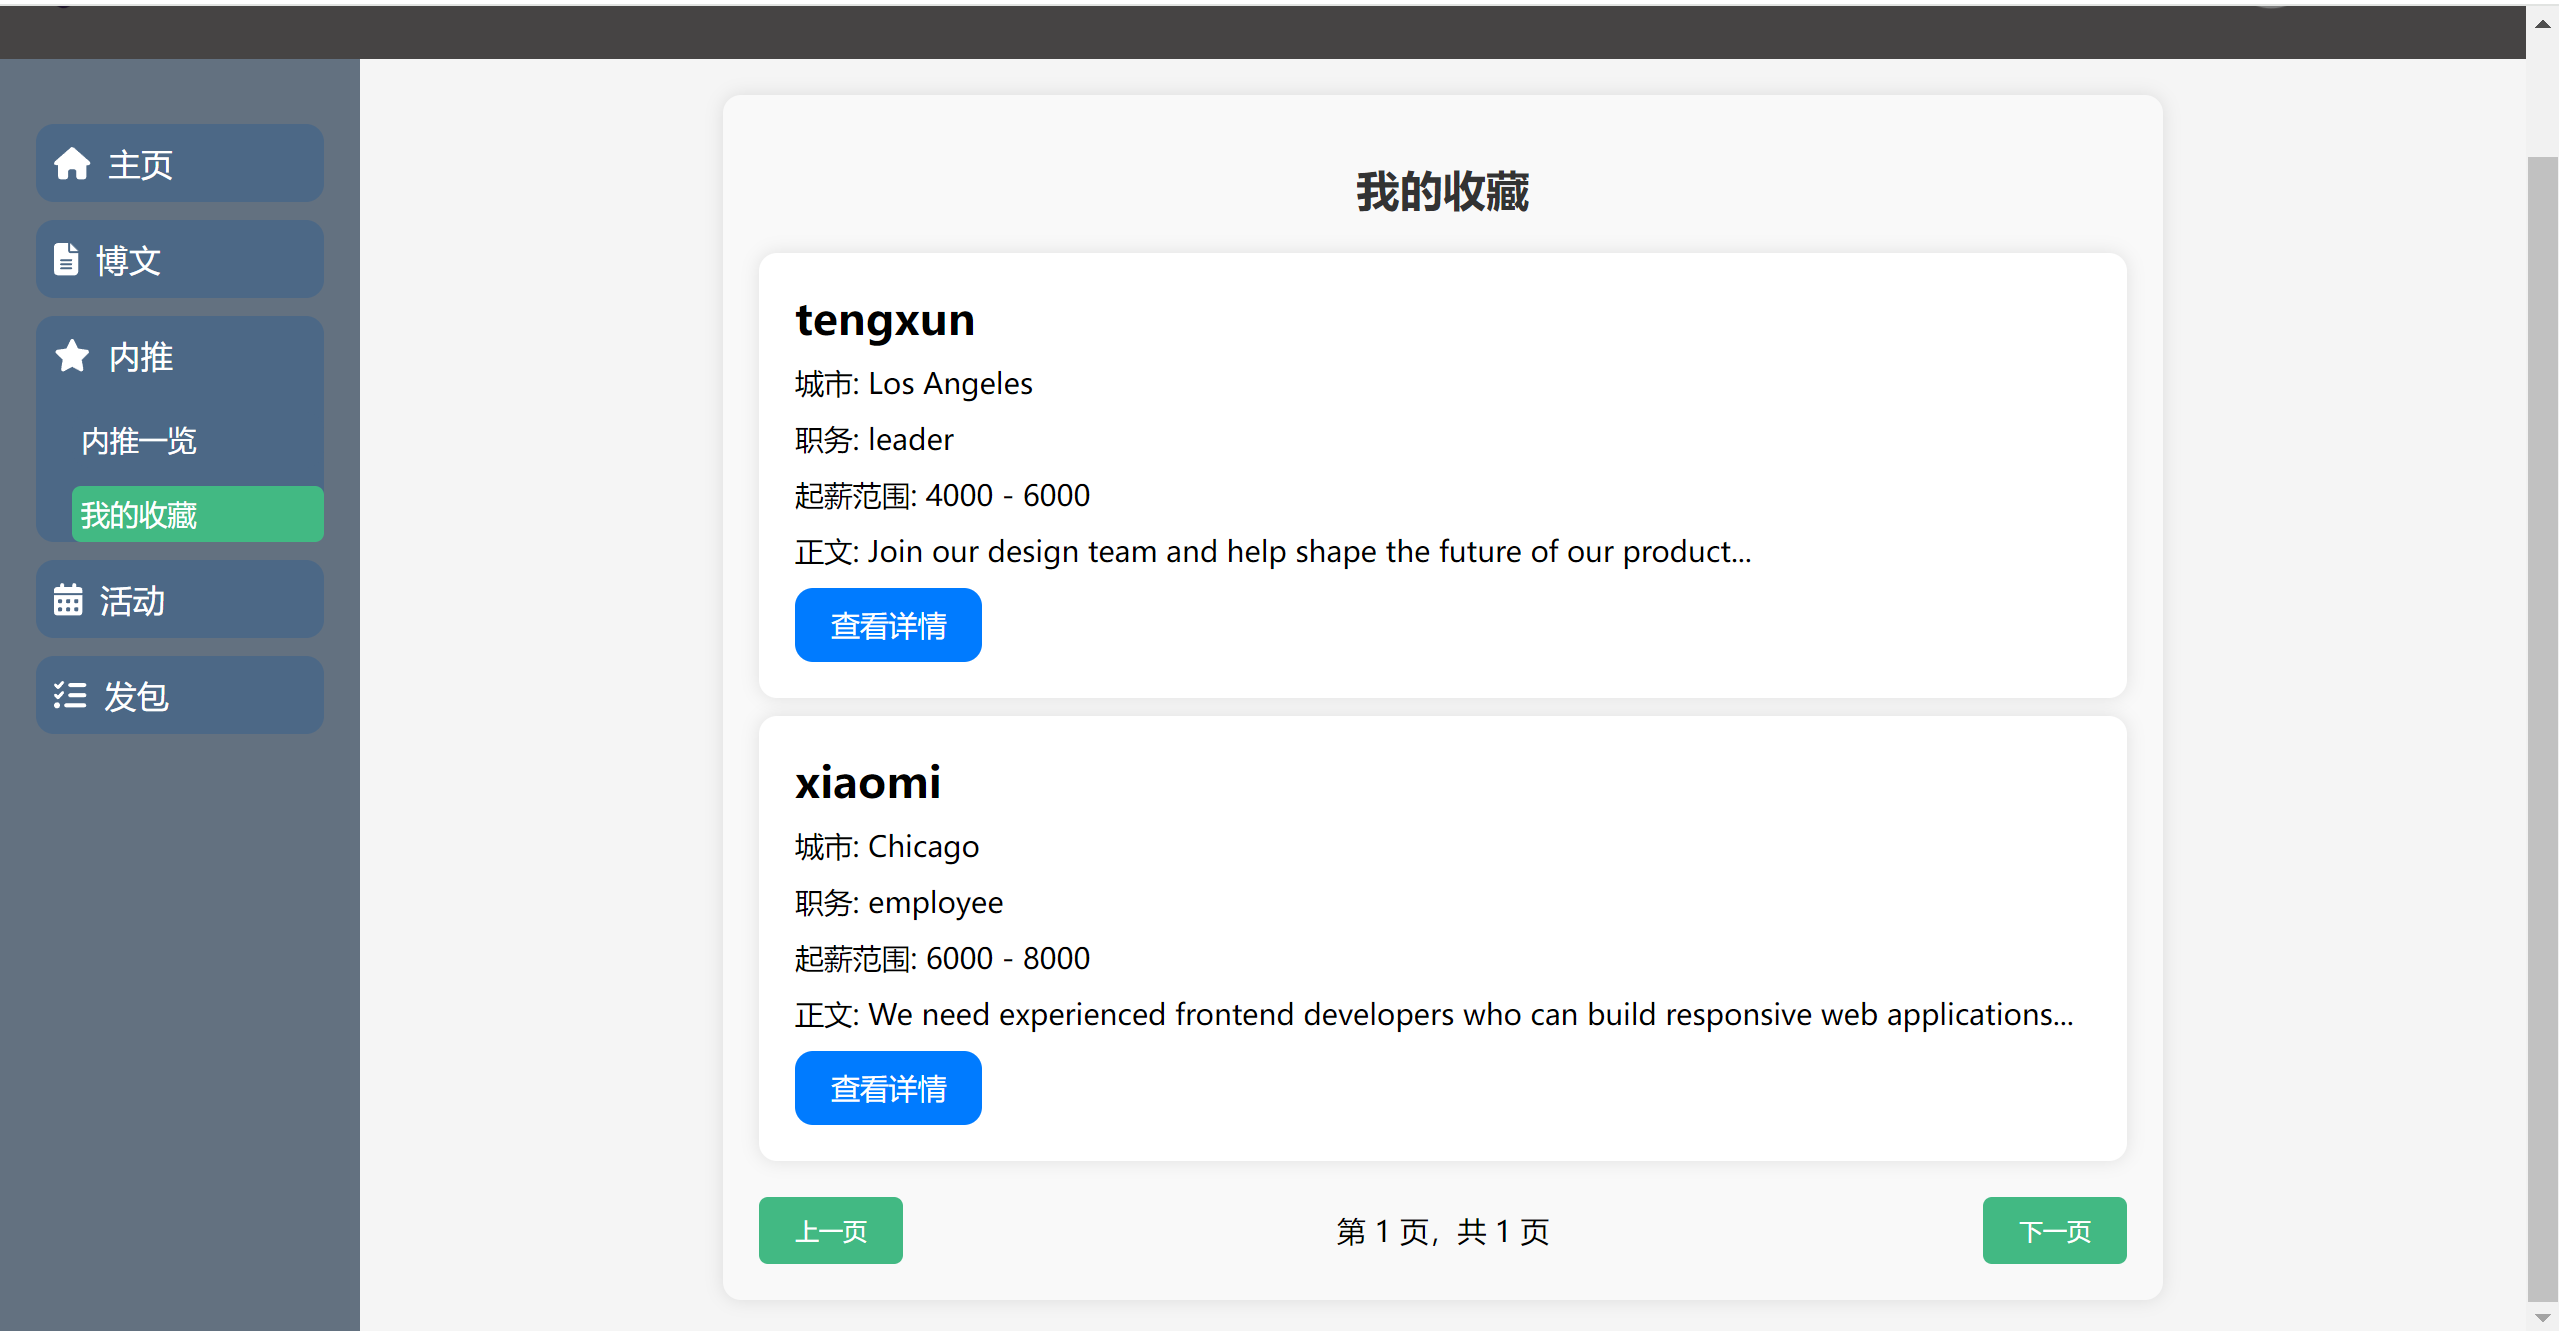 主页
博文
内推
内推一览
我的收藏
活动
发包
我的收藏
tengxun
城市: Los Angeles
职务: leader
起薪范围: 4000 - 6000
正文: Join our design team and help shape the future of our product...
查看详情
xiaomi
城市: Chicago
职务: employee
起薪范围: 6000 - 8000
正文: We need experienced frontend developers who can build responsive web applications...
查看详情
上一页
第 1 页，共 1 页
下一页